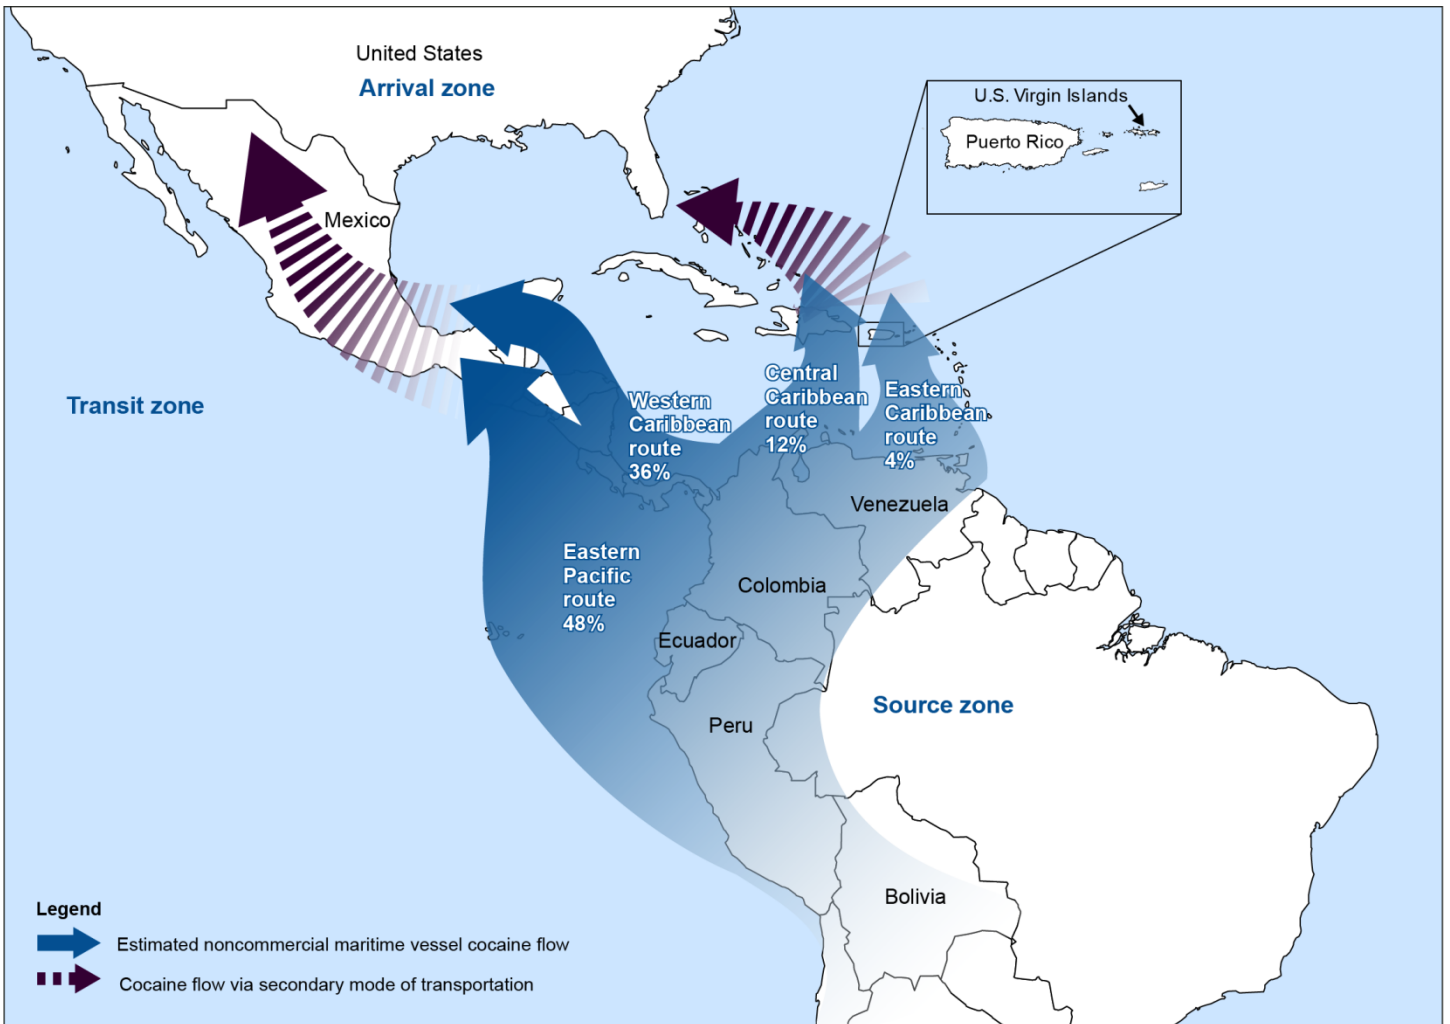 United States
Arrival zone
U.S. Virgin Islands
Puerto Rico
Mexico
Transit zone
Western
Caribbean
route
36%
Central
Caribbean
route
12%
Eastern
Caribbean
route
4%
Venezuela
Eastern
Pacific
route
48%
Colombia
Ecuador
Source zone
Peru
Bolivia
Legend
Estimated noncommercial maritime vessel cocaine flow
Cocaine flow via secondary mode of transportation